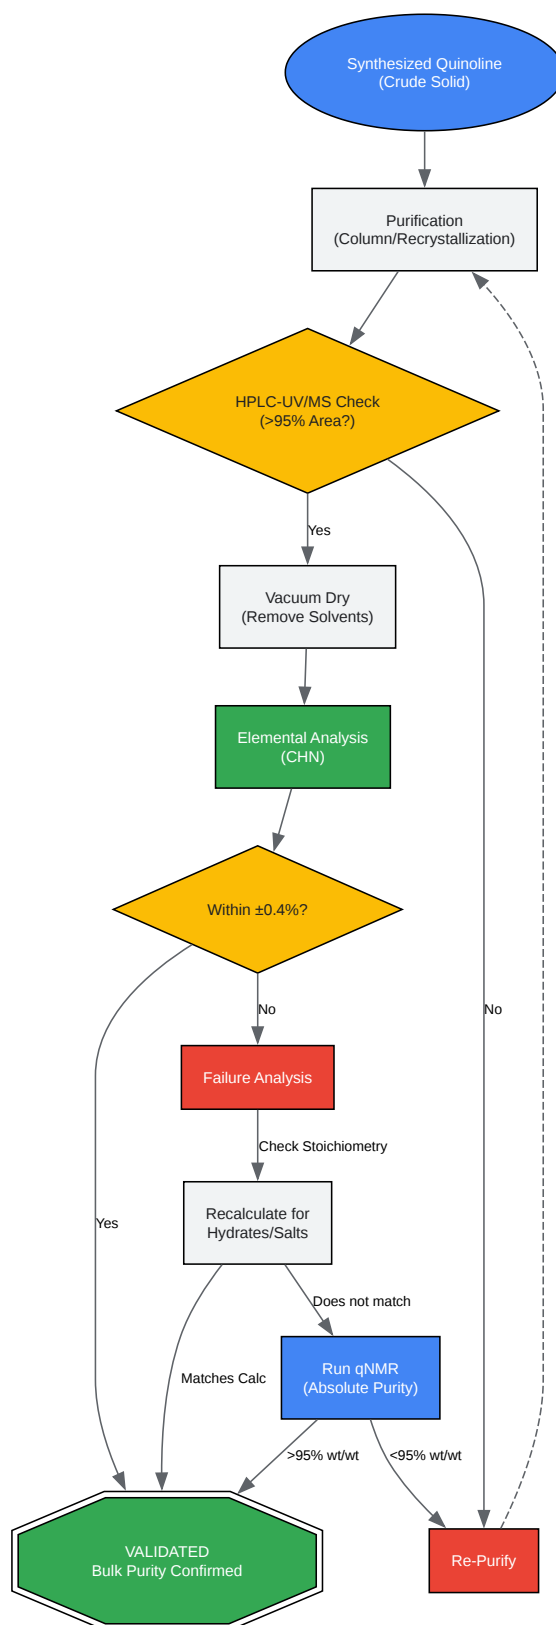 Synthesized Quinoline
(Crude Solid)
Purification
(Column/Recrystallization)
HPLC-UV/MS Check
(>95% Area?)
Yes
Vacuum Dry
(Remove Solvents)
Elemental Analysis
(CHN)
Within ±0.4%?
No
No
Failure Analysis
Check Stoichiometry
Recalculate for
Hydrates/Salts
Yes
Does not match
Matches Calc
Run qNMR
(Absolute Purity)
>95% wt/wt
<95% wt/wt
VALIDATED
Bulk Purity Confirmed
Re-Purify